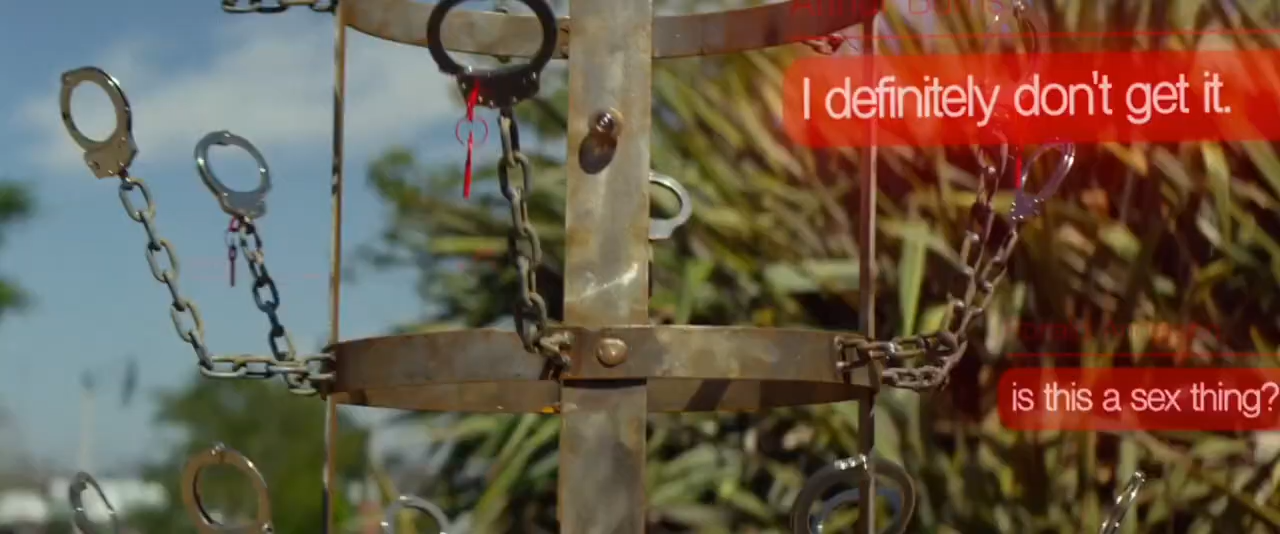 I definitely don't get it.
is this a sex thing?